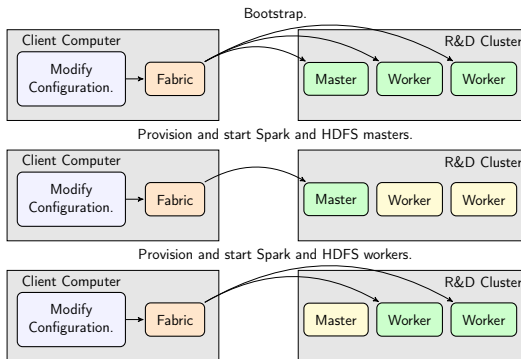 Bootstrap.
Client Computer
R&D Cluster
Modify
Configuration.
Fabric
Master
Worker
Worker
Provision and start Spark and HDFS masters.
Client Computer
R&D Cluster
Modify
Configuration.
Fabric
Master
Worker
Worker
Provision and start Spark and HDFS workers.
Client Computer
R&D Cluster
Modify
Configuration.
Fabric
Master
Worker
Worker